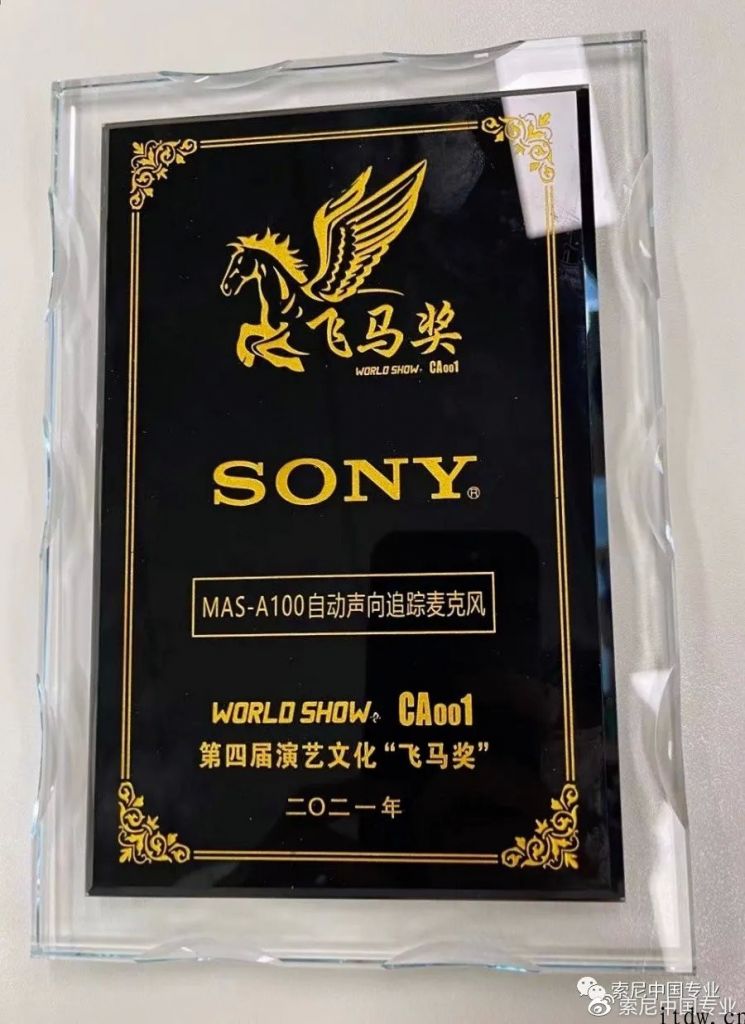 飞马奖
WORLD SHOW CA001
SONY®
MAS-A100自动声向追踪麦克风
WORLD SHOW CA001
第四届演艺文化“飞马奖”
二〇二一年
索尼中国专业
索尼中国专业
itdw.cn